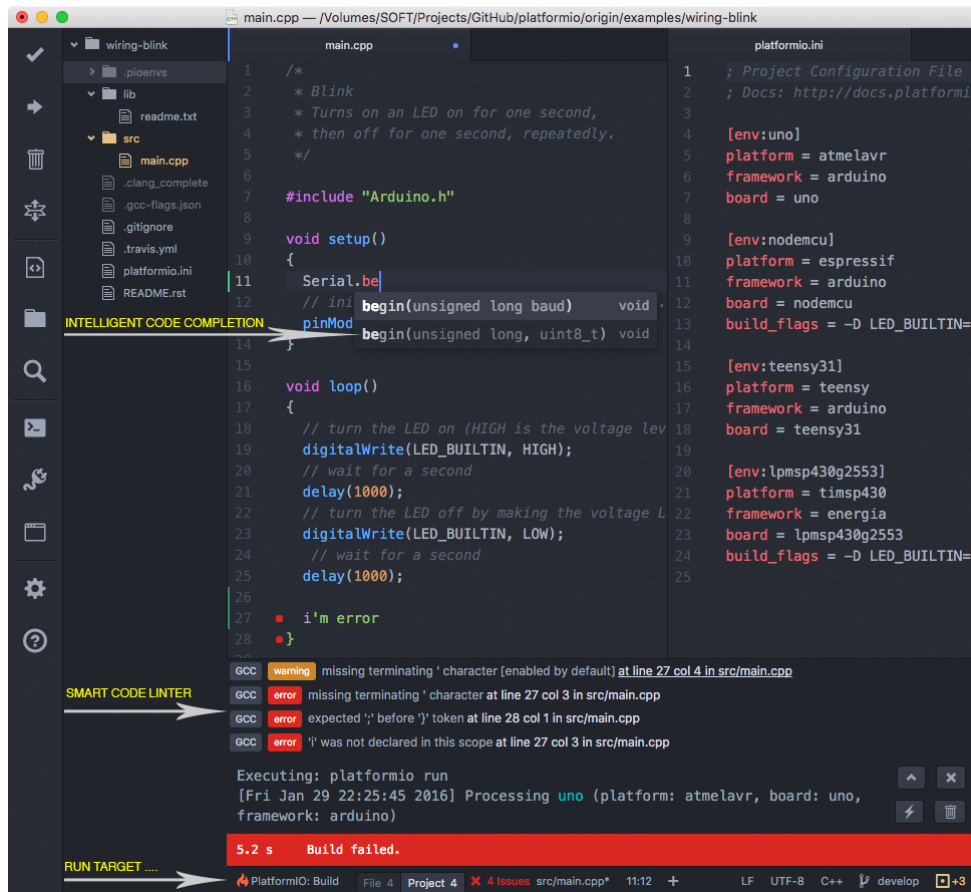 main.cpp — /Volumes/SOFT/Projects/GitHub/platformio/origin/examples/wiring-blink
wiring-blink
.pioenvs
lib
readme.txt
src
main.cpp
.clang_complete
.gcc-flags.json
.gitignore
.travis.yml
platformio.ini
README.rst
INTELLIGENT CODE COMPLETION
SMART CODE LINTER
RUN TARGET ....
main.cpp
1 /*
2 * Blink
3 * Turns on an LED on for one second,
4 * then off for one second, repeatedly.
5 */
6
7 #include "Arduino.h"
8
9 void setup()
10 {
11 Serial.be
12 // ini
pinMod
14 }
15
16 void loop()
17 {
18 // turn the LED on (HIGH is the voltage lev
19 digitalWrite(LED_BUILTIN, HIGH);
20 // wait for a second
21 delay(1000);
22 // turn the LED off by making the voltage L
23 digitalWrite(LED_BUILTIN, LOW);
24 // wait for a second
25 delay(1000);
26
27 i'm error
28 }
begin(unsigned long baud) void
begin(unsigned long, uint8_t) void
platformio.ini
1 ; Project Configuration File
2 ; Docs: http://docs.platformi
3
4 [env:uno]
5 platform = atmelavr
6 framework = arduino
7 board = uno
8
9 [env:nodemcu]
10 platform = espressif
11 framework = arduino
12 board = nodemcu
13 build_flags = -D LED_BUILTIN=
14
15 [env:teensy31]
16 platform = teensy
17 framework = arduino
18 board = teensy31
19
20 [env:lpmsp430g2553]
21 platform = timsp430
22 framework = energia
23 board = lpmsp430g2553
24 build_flags = -D LED_BUILTIN=
25
GCC warning missing terminating ' character [enabled by default] at line 27 col 4 in src/main.cpp
GCC error missing terminating ' character at line 27 col 3 in src/main.cpp
GCC error expected ';' before '}' token at line 28 col 1 in src/main.cpp
GCC error 'i' was not declared in this scope at line 27 col 3 in src/main.cpp
Executing: platformio run
[Fri Jan 29 22:25:45 2016] Processing uno (platform: atmelavr, board: uno,
framework: arduino)
5.2 s Build failed.
PlatformIO: Build File 4 Project 4 4 Issues src/main.cpp* 11:12 + LF UTF-8 C++ develop +3